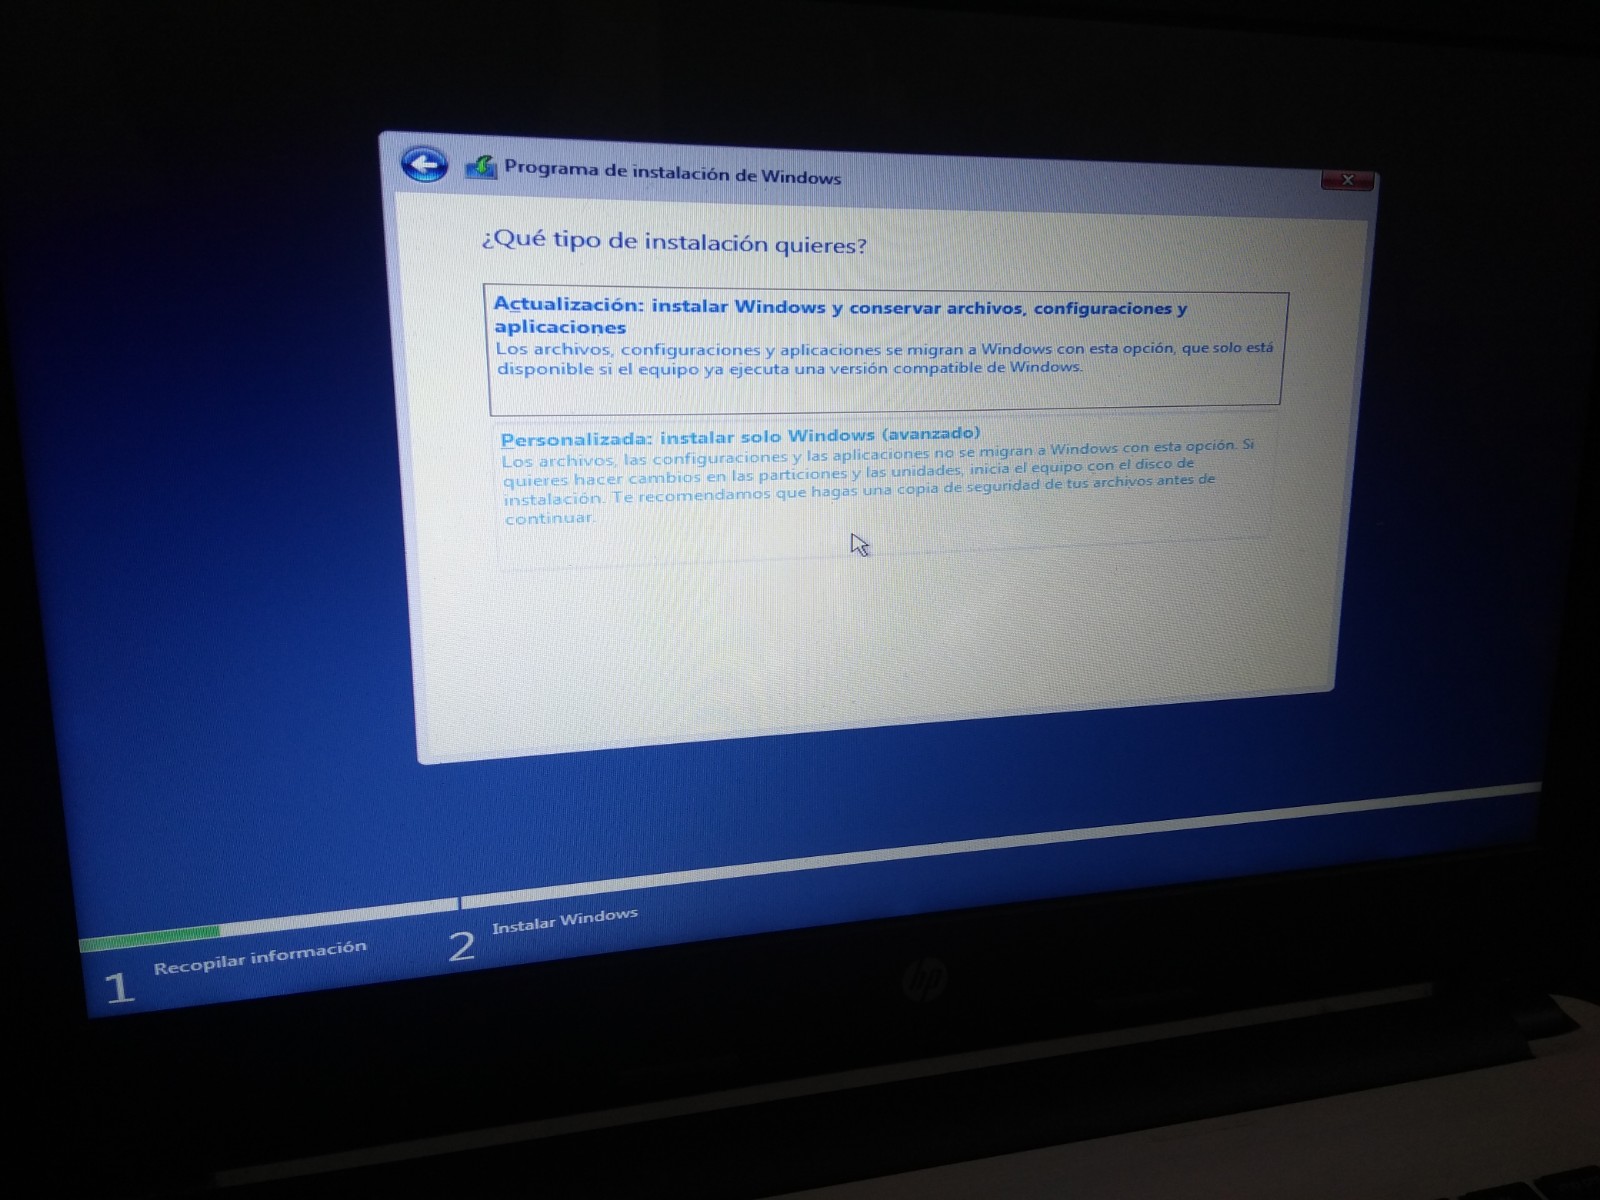 Programa de instalación de Windows
¿Qué tipo de instalación quieres?
Actualización: instalar Windows y conservar archivos, configuraciones y
aplicaciones
Los archivos, configuraciones y aplicaciones se migran a Windows con esta opción, que solo está
disponible si el equipo ya ejecuta una versión compatible de Windows.
Personalizada: instalar solo Windows (avanzado)
Los archivos, las configuraciones y las aplicaciones no se migran a Windows con esta opción. Si
quieres hacer cambios en las particiones y las unidades, inicia el equipo con el disco de
instalación. Te recomendamos que hagas una copia de seguridad de tus archivos antes de
continuar.
1 Recopilar información
2 Instalar Windows
hp